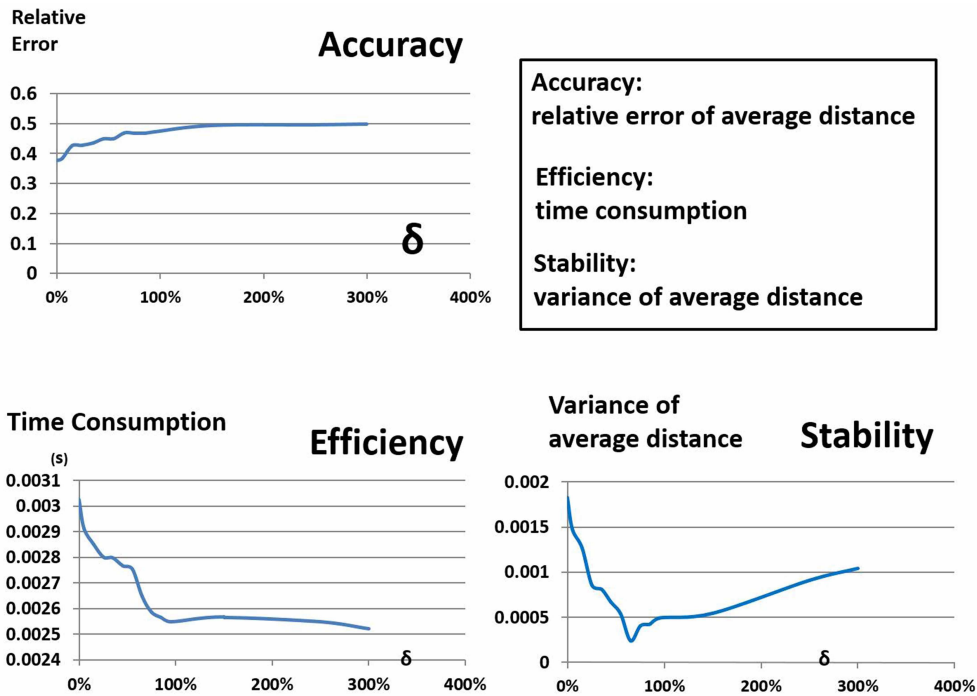 Relative
Error
Accuracy
0.6
0.5
0.4
0.3
0.2
0.1
0
δ
0%
100%
200%
300%
400%
Accuracy:
relative error of average distance
Efficiency:
time consumption
Stability:
variance of average distance
Time Consumption
(s)
Efficiency
0.0031
0.003
0.0029
0.0028
0.0027
0.0026
0.0025
0.0024
δ
0%
100%
200%
300%
400%
Variance of
average distance
Stability
0.002
0.0015
0.001
0.0005
0
δ
0%
100%
200%
300%
400%